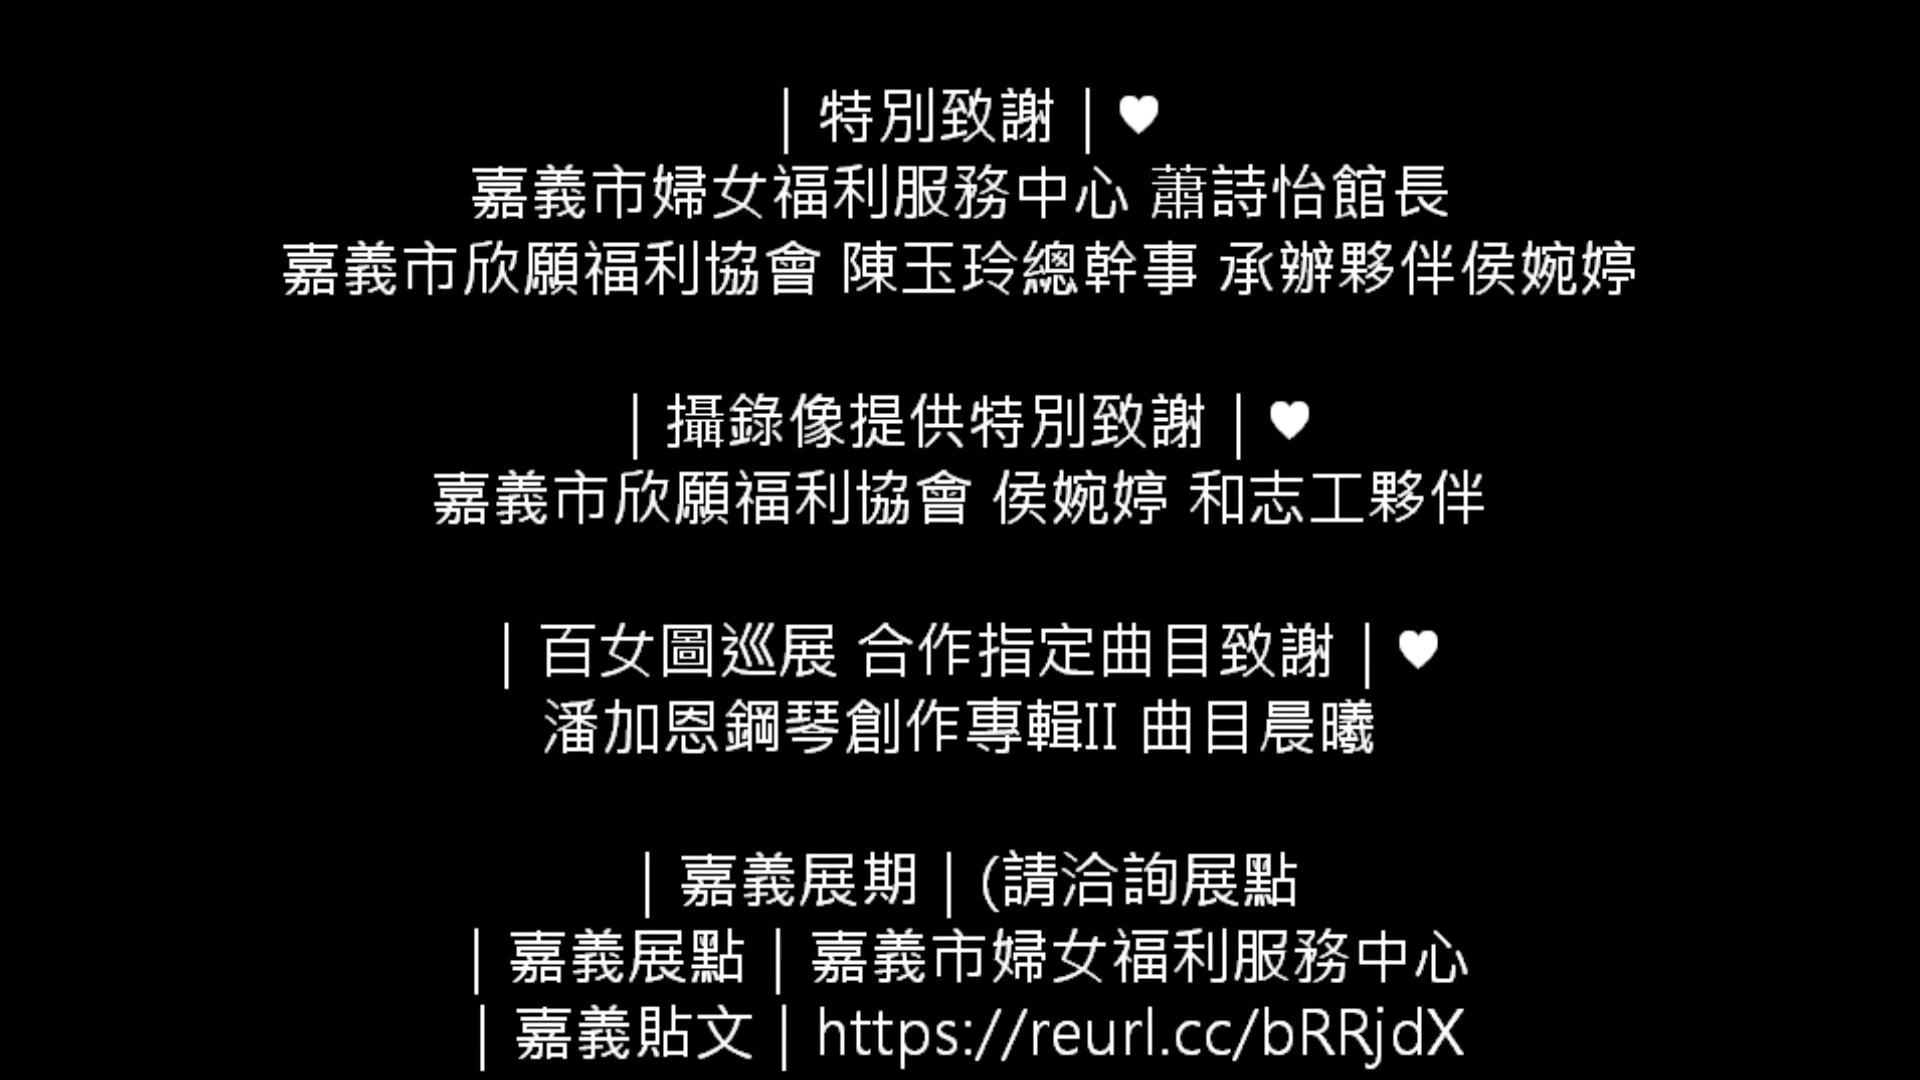 | 特別致謝 | ♥
嘉義市婦女福利服務中心 蕭詩怡館長
嘉義市欣願福利協會 陳玉玲總幹事 承辦夥伴侯婉婷
| 攝錄像提供特別致謝 | ♥
嘉義市欣願福利協會 侯婉婷 和志工夥伴
| 百女圖巡展 合作指定曲目致謝 | ♥
潘加恩鋼琴創作專輯II 曲目晨曦
| 嘉義展期 | (請洽詢展點
| 嘉義展點 | 嘉義市婦女福利服務中心
| 嘉義貼文 | https://reurl.cc/bRRjdX